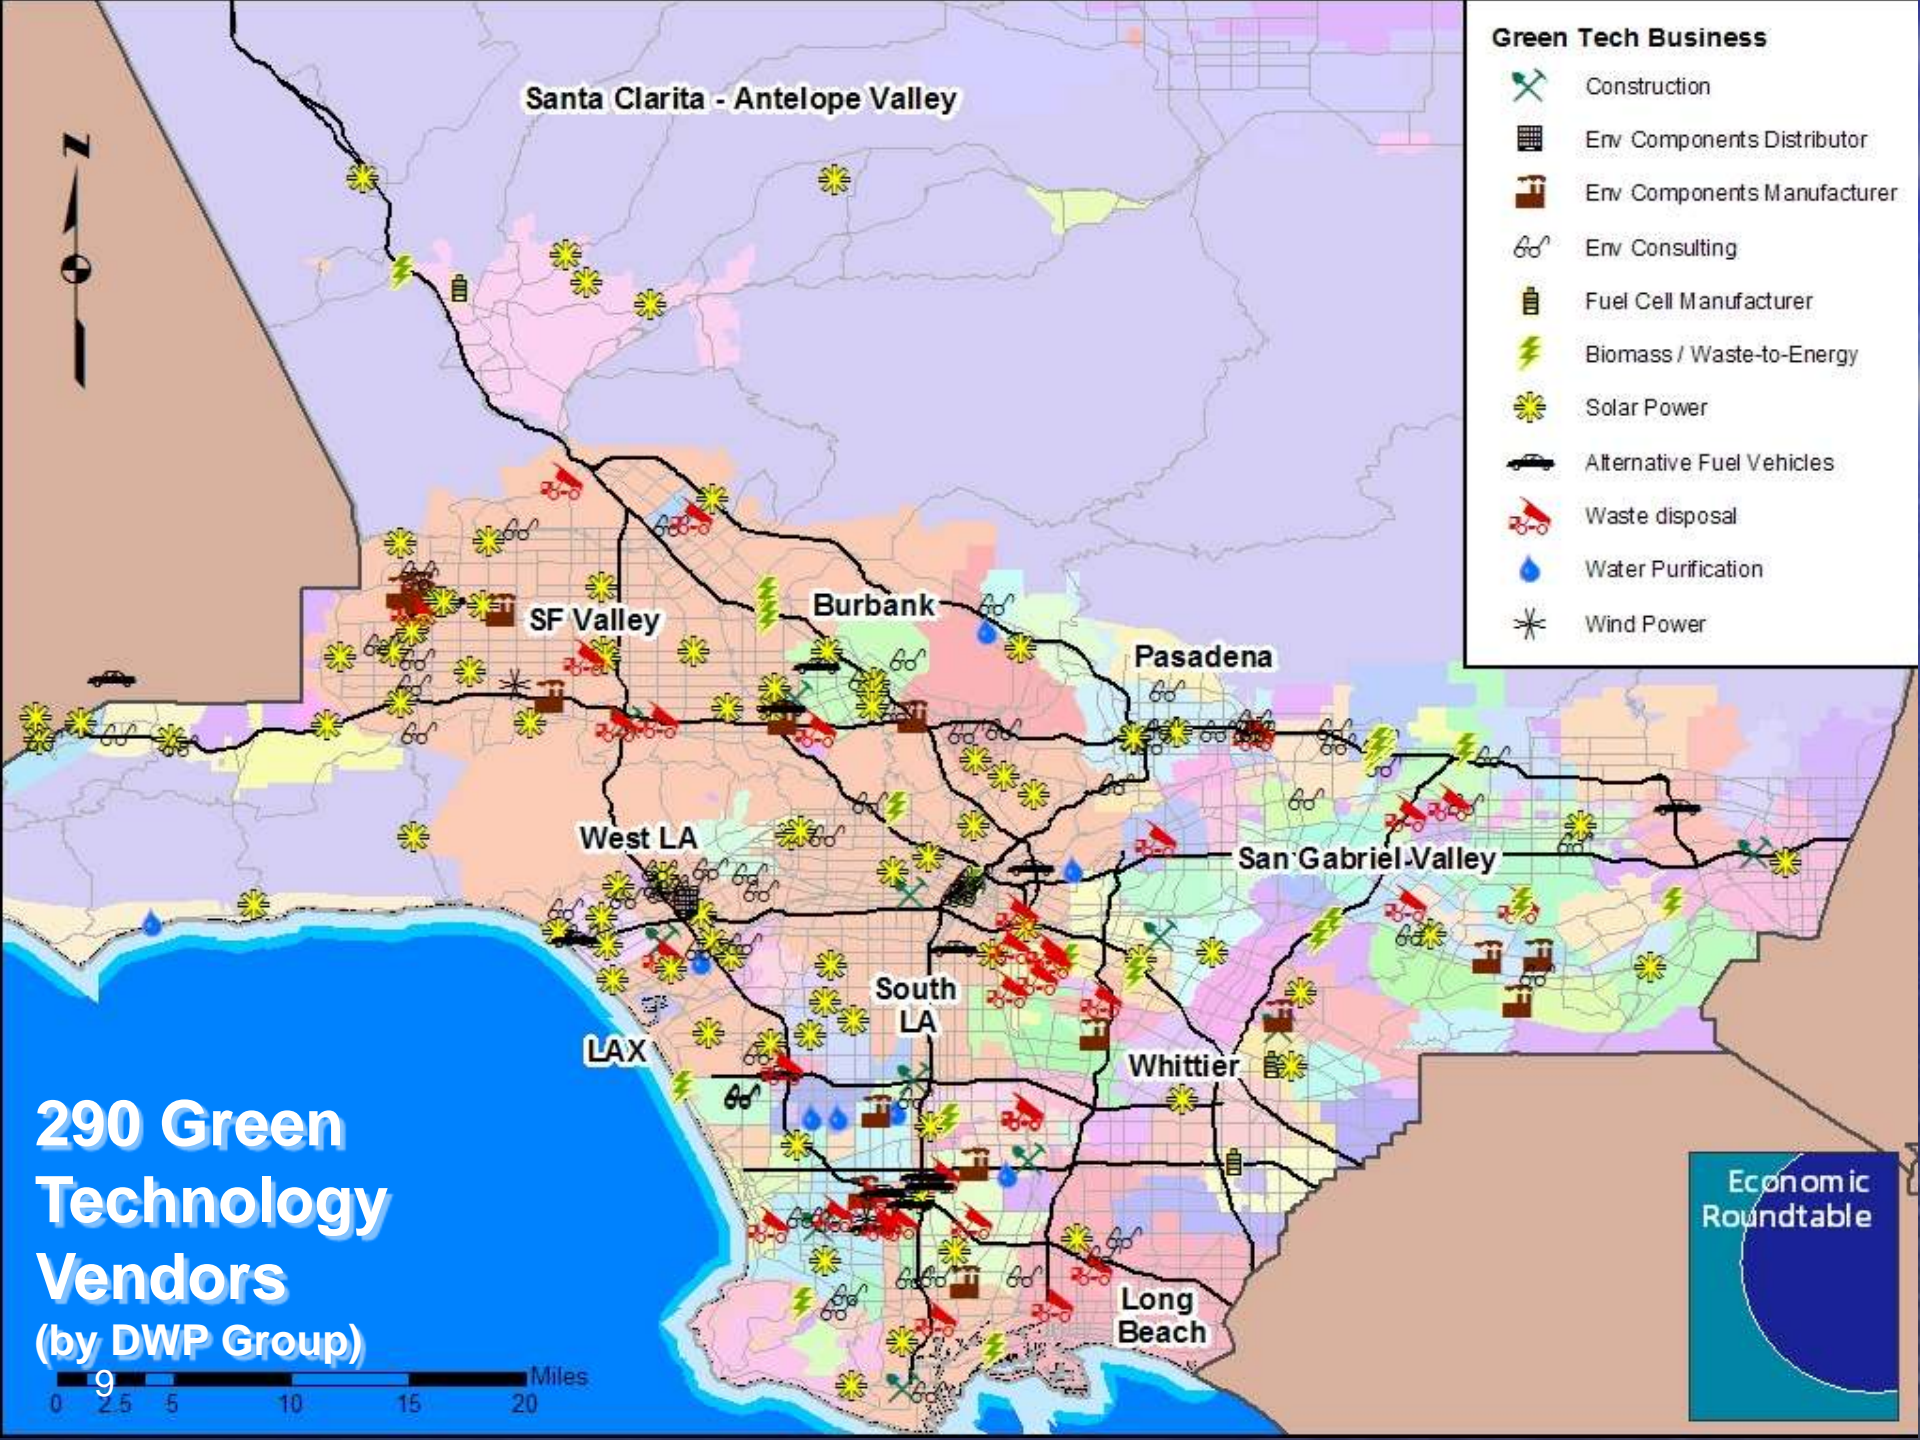 Green Tech Business
Construction
Env Components Distributor
Env Components Manufacturer
Env Consulting
Fuel Cell Manufacturer
Biomass / Waste-to-Energy
Solar Power
Alternative Fuel Vehicles
Waste disposal
Water Purification
Wind Power
Santa Clarita - Antelope Valley
N
SF Valley
Burbank
Pasadena
West LA
San Gabriel Valley
South
LA
LAX
Whittier
Long
Beach
290 Green
Technology
Vendors
(by DWP Group)
9
Miles
0 2.5 5 10 15 20
Economic
Roundtable